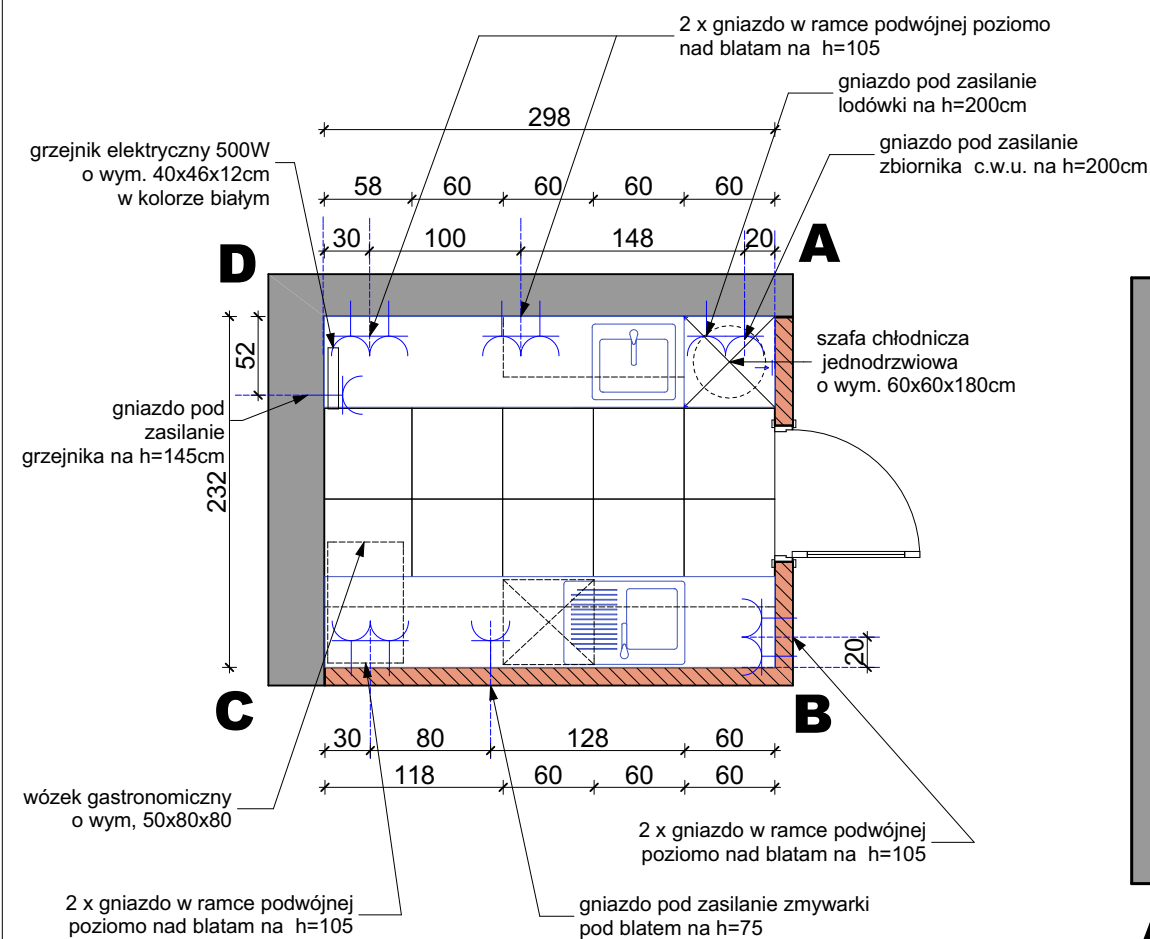 2 x gniazdo w ramce podwójnej poziomo
nad blatam na h=105
gniazdo pod zasilanie
lodówki na h=200cm
gniazdo pod zasilanie
zbiornika c.w.u. na h=200cm
grzejnik elektryczny 500W
o wym. 40x46x12cm
w kolorze białym
298
58 60 60 60 60
30 100 148 20
D A
52
szafa chłodnicza
jednodrzwiowa
o wym. 60x60x180cm
gniazdo pod
zasilanie
grzejnika na h=145cm
232
20
C B
30 80 128 60
118 60 60 60
wózek gastronomiczny
o wym, 50x80x80
2 x gniazdo w ramce podwójnej
poziomo nad blatam na h=105
2 x gniazdo w ramce podwójnej
poziomo nad blatam na h=105
gniazdo pod zasilanie zmywarki
pod blatem na h=75